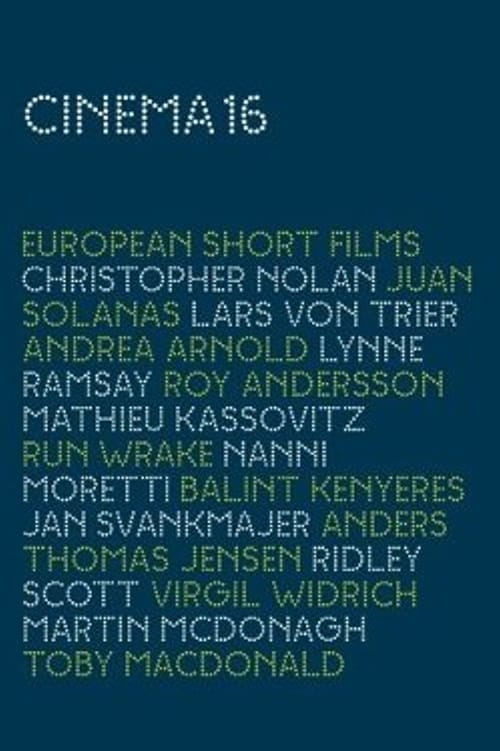 CINEMA16
EUROPEAN SHORT FILMS
CHRISTOPHER NOLAN JUAN
SOLANAS LARS VON TRIER
ANDREA ARNOLD LYNNE
RAMSAY ROY ANDERSSON
MATHIEU KASSOVITZ
RUN WRAKE NANNI
MORETTI BALINT KENYERES
JAN SVANKMAJER ANDERS
THOMAS JENSEN RIDLEY
SCOTT VIRGIL WIDRICH
MARTIN MCDONAGH
TOBY MACDONALD